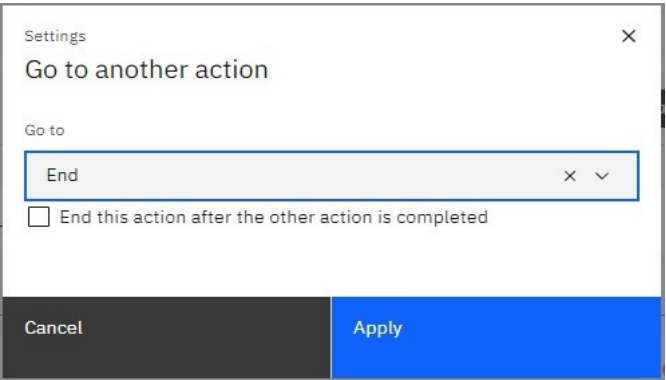 Settings
Go to another action
Go to
End
End this action after the other action is completed
Cancel
Apply